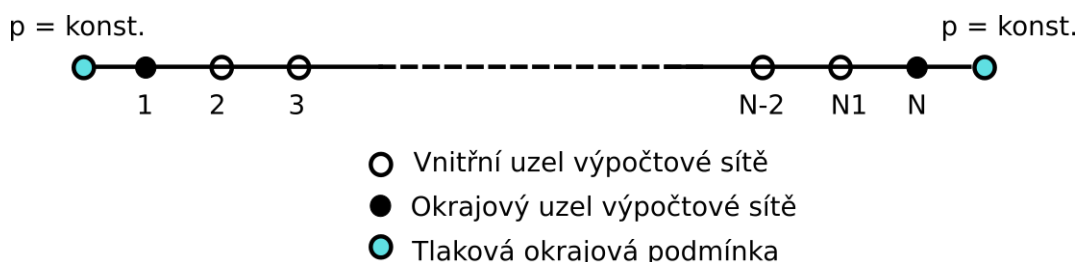 p = konst. p = konst.
1 2 3 N-2 N1 N
Vnitřní uzel výpočtové sítě
Okrajový uzel výpočtové sítě
Tlaková okrajová podmínka